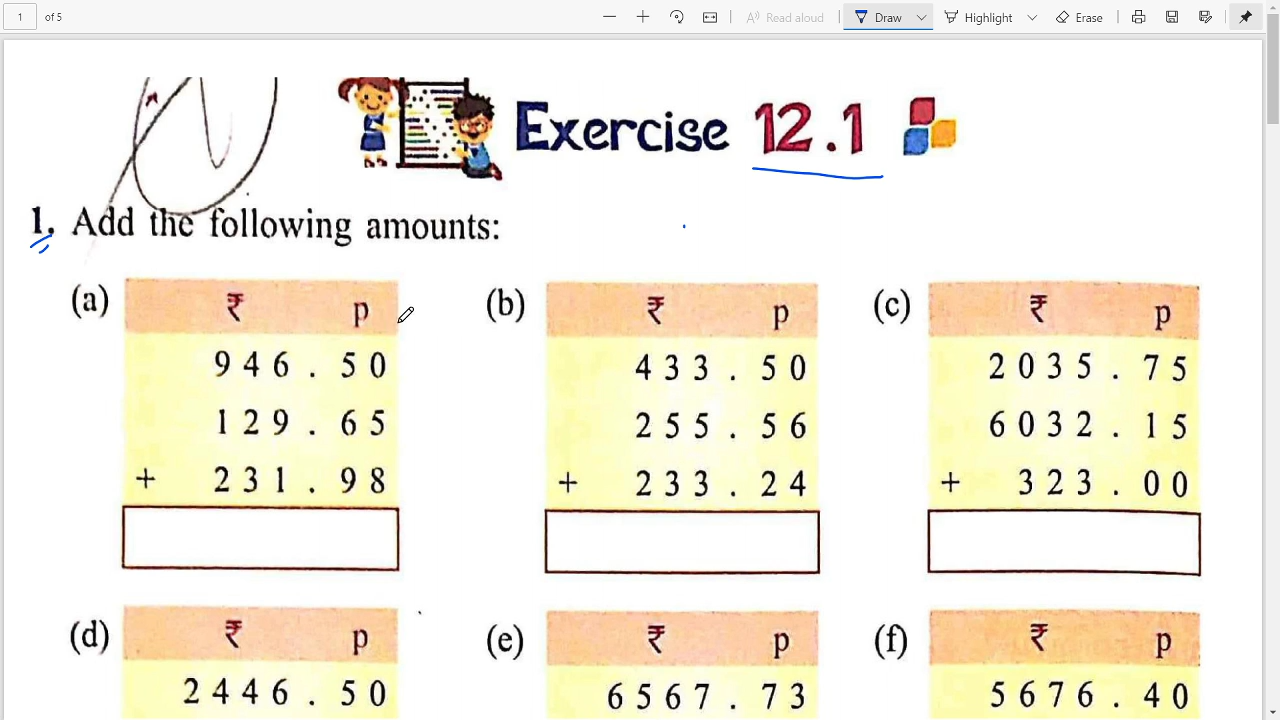 1 of 5 Read aloud Draw Highlight Erase
Exercise 12.1
1. Add the following amounts:
(a) (b) (c)
₹ p ₹ p ₹ p
946.50 433.50 2035.75
129.65 255.56 6032.15
+ 231.98 + 233.24 + 323.00
(d) (e) (f)
₹ p ₹ p ₹ p
2446.50 6567.73 5676.40